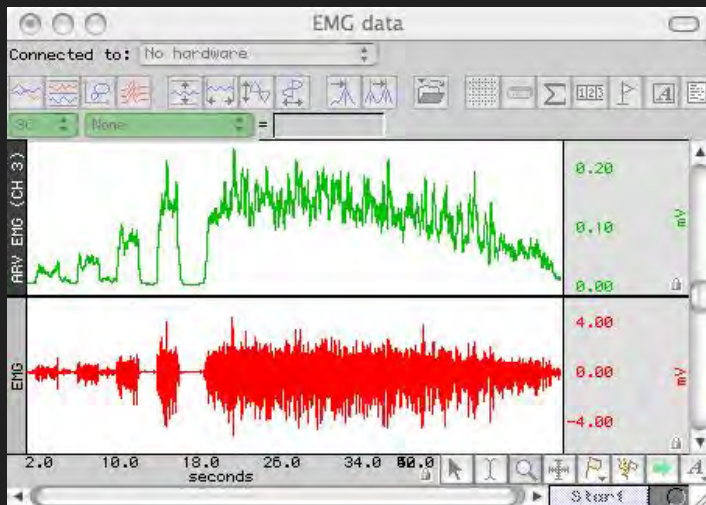 EMG data
Connected to: No hardware
Σ 123 A
SC None =
ARV EMG (CH 3)
0.20
0.10
0.00
mV
EMG
4.00
0.00
-4.00
mV
2.0 10.0 18.0 26.0 34.0
seconds
A
Start